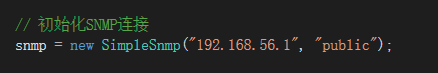 // 初始化SNMP连接
snmp = new SimpleSnmp("192.168.56.1", "public");